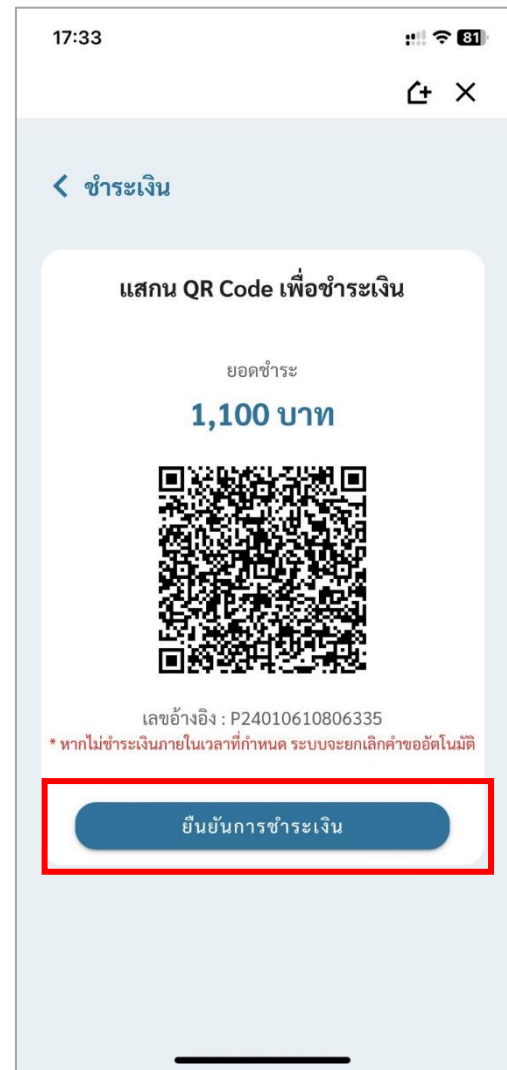 17:33
81
ชำระเงิน
แสกน QR Code เพื่อชำระเงิน
ยอดชำระ
1,100 บาท
เลขอ้างอิง : P24010610806335
* หากไม่ชำระเงินภายในเวลาที่กำหนด ระบบจะยกเลิกคำขออัตโนมัติ
ยืนยันการชำระเงิน